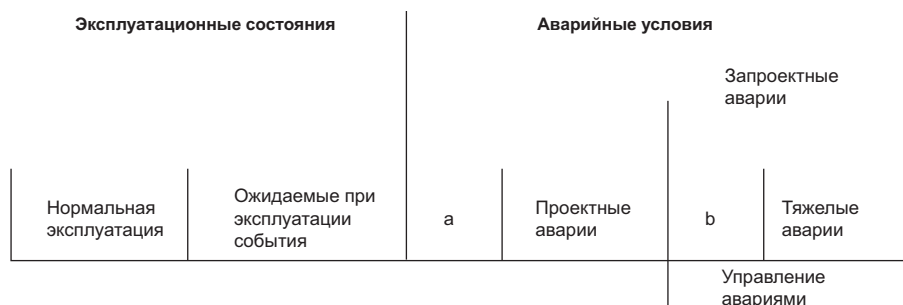 Эксплуатационные состояния
Аварийные условия
Запроектные
аварии
Нормальная
эксплуатация
Ожидаемые при
эксплуатации
события
a
Проектные
аварии
b
Тяжелые
аварии
Управление
авариями